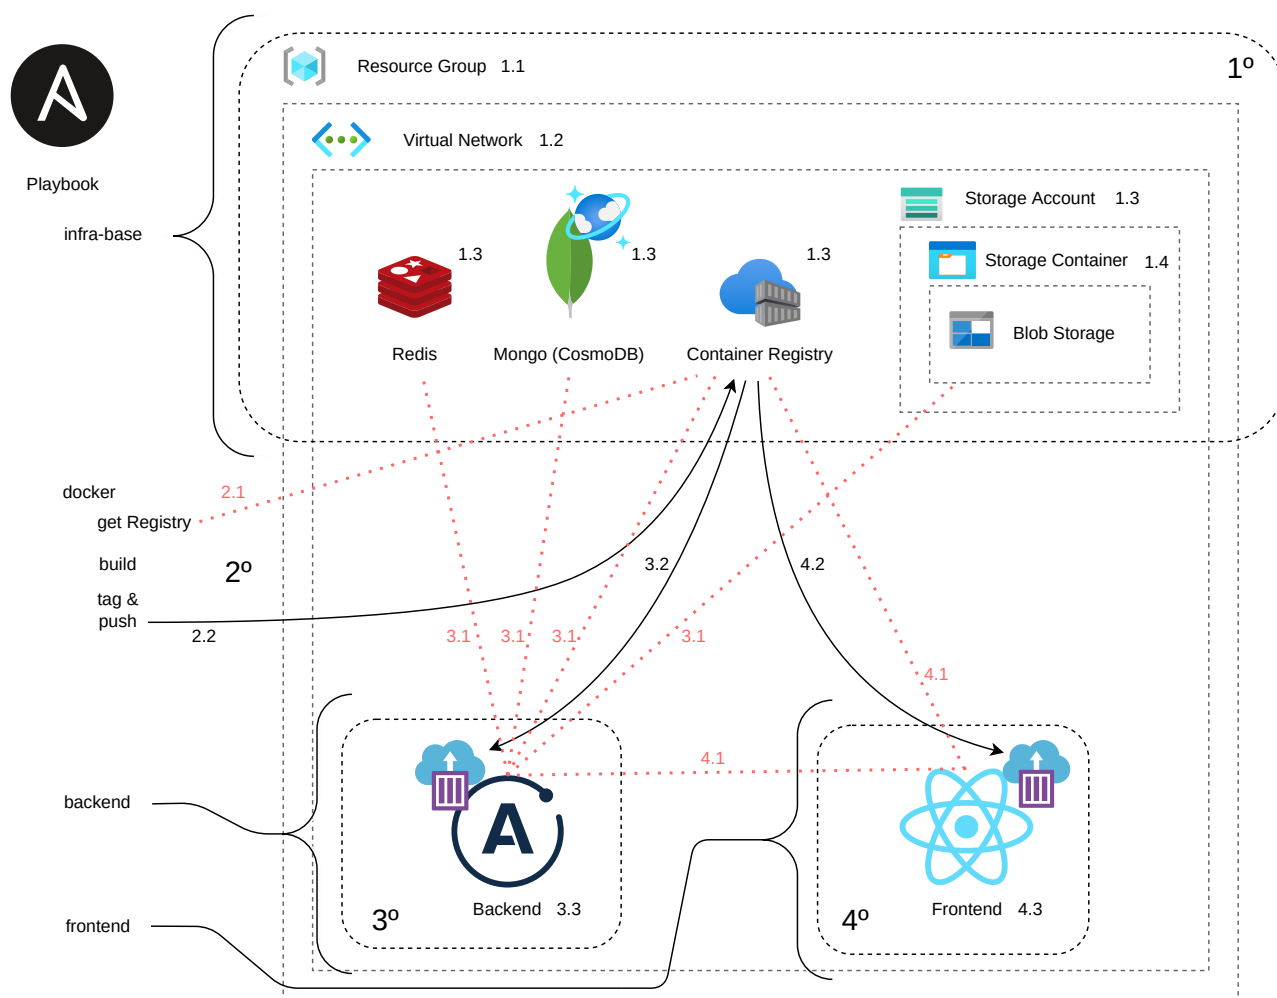 Resource Group 1.1
1º
Virtual Network 1.2
Playbook
infra-base
Storage Account 1.3
1.3
1.3
1.3
Storage Container 1.4
Blob Storage
Redis
Mongo (CosmoDB)
Container Registry
docker
2.1
get Registry
build
2º
3.2
4.2
tag &
push
2.2
3.1
3.1
3.1
3.1
4.1
4.1
backend
A
Backend 3.3
3º
Frontend 4.3
4º
frontend